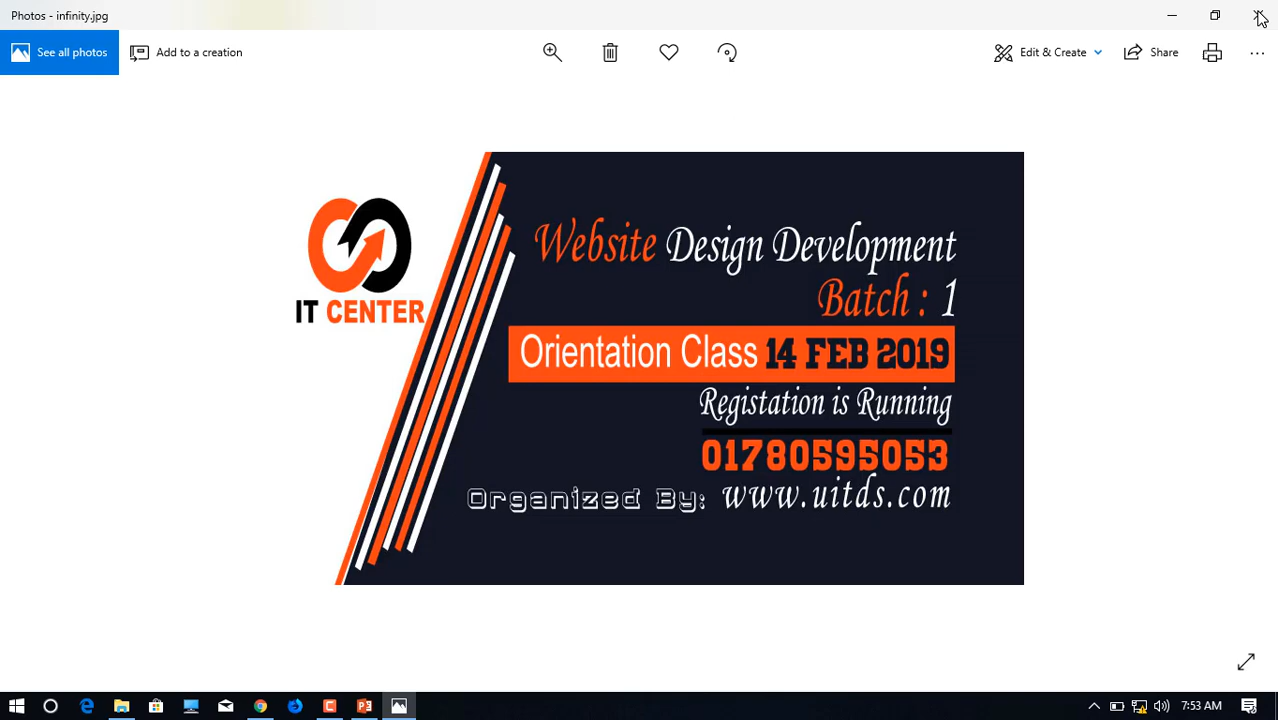 Photos - infinity.jpg
See all photos
Add to a creation
Edit & Create
Share
IT CENTER
Website Design Development
Batch : 1
Orientation Class 14 FEB 2019
Registation is Running
01780595053
Organized By: www.uitds.com
7:53 AM